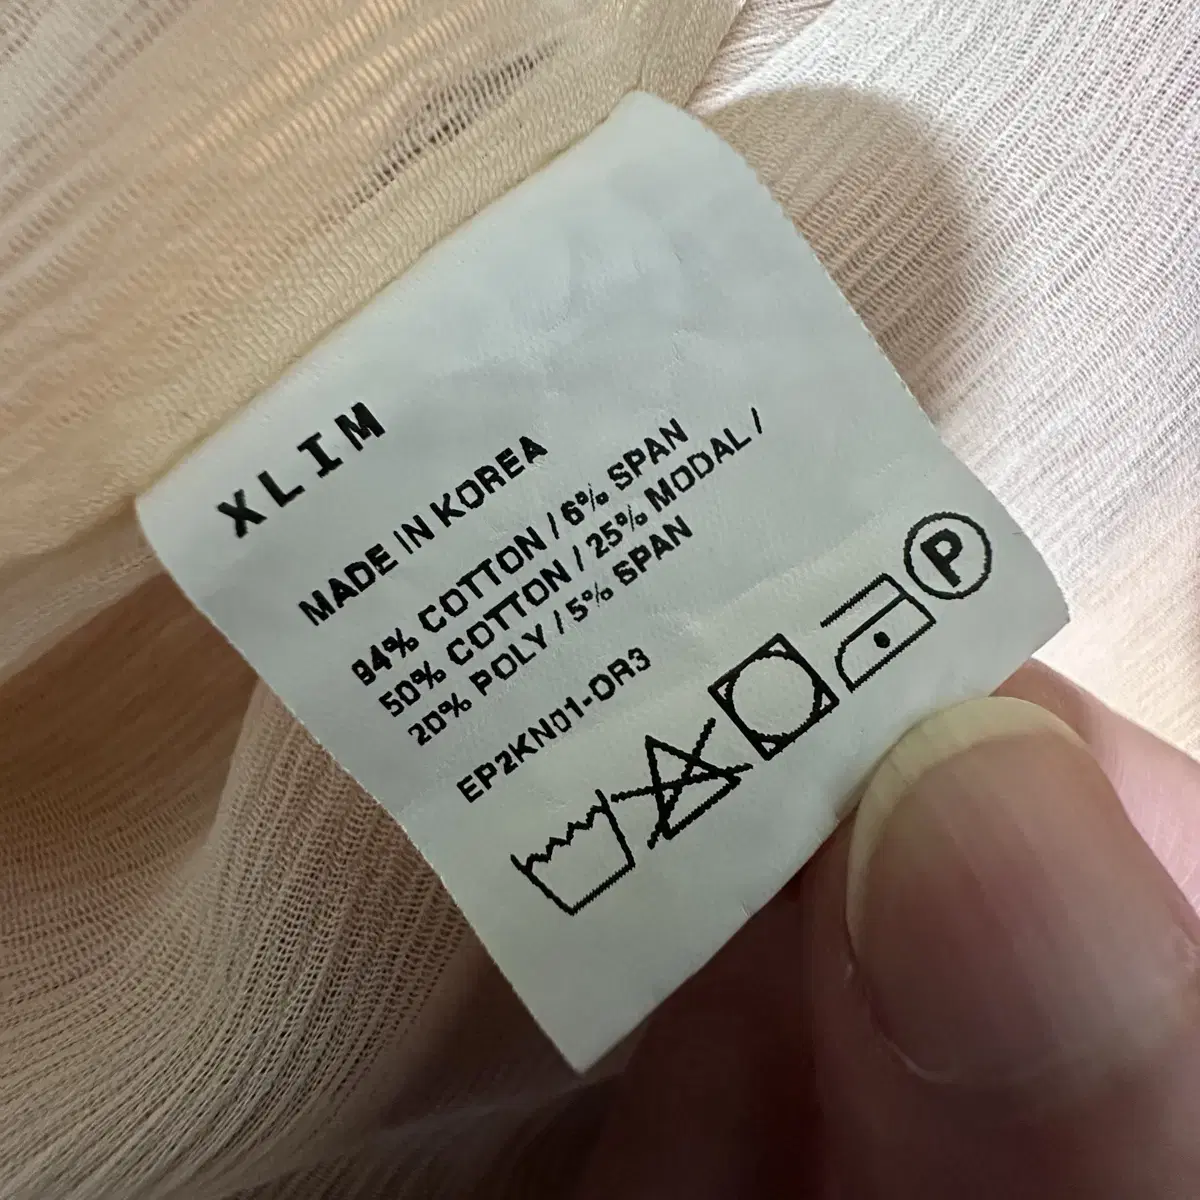 XLIM
MADE IN KOREA
94% COTTON / 6% SPAN
50% COTTON / 25% MODAL /
20% POLY / 5% SPAN
EP2KN01-OR3
P